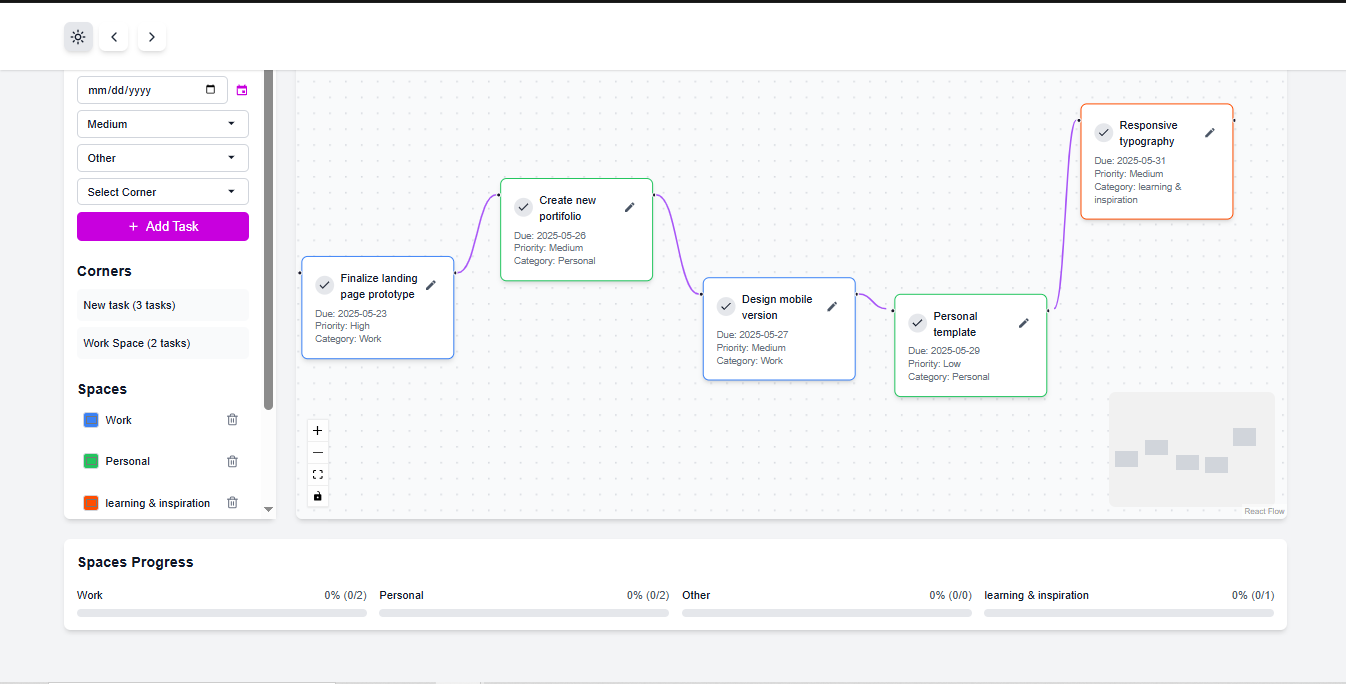 mm/dd/yyyy
Medium
Other
Select Corner
+ Add Task
Corners
New task (3 tasks)
Work Space (2 tasks)
Spaces
Work
Personal
learning & inspiration
Finalize landing
page prototype
Due: 2025-05-23
Priority: High
Category: Work
Create new
portifolio
Due: 2025-05-26
Priority: Medium
Category: Personal
Design mobile
version
Due: 2025-05-27
Priority: Medium
Category: Work
Personal
template
Due: 2025-05-29
Priority: Low
Category: Personal
Responsive
typography
Due: 2025-05-31
Priority: Medium
Category: learning &
inspiration
React Flow
Spaces Progress
Work 0% (0/2)
Personal 0% (0/2)
Other 0% (0/0)
learning & inspiration 0% (0/1)